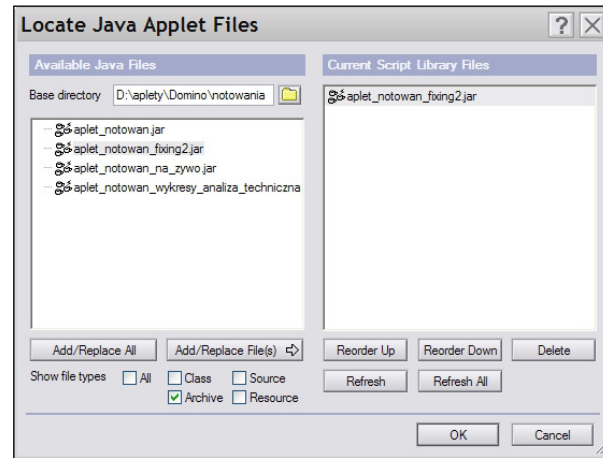 Locate Java Applet Files
Available Java Files
Base directory D:\aplety\Domino\notowania
aplet_notowan.jar
aplet_notowan_fixing2.jar
aplet_notowan_na_zywo.jar
aplet_notowan_wykresy_analiza_techniczna
Add/Replace All Add/Replace File(s)
Show file types All Class Source
Archive Resource
Current Script Library Files
aplet_notowan_fixing2.jar
Reorder Up Reorder Down Delete
Refresh Refresh All
OK Cancel